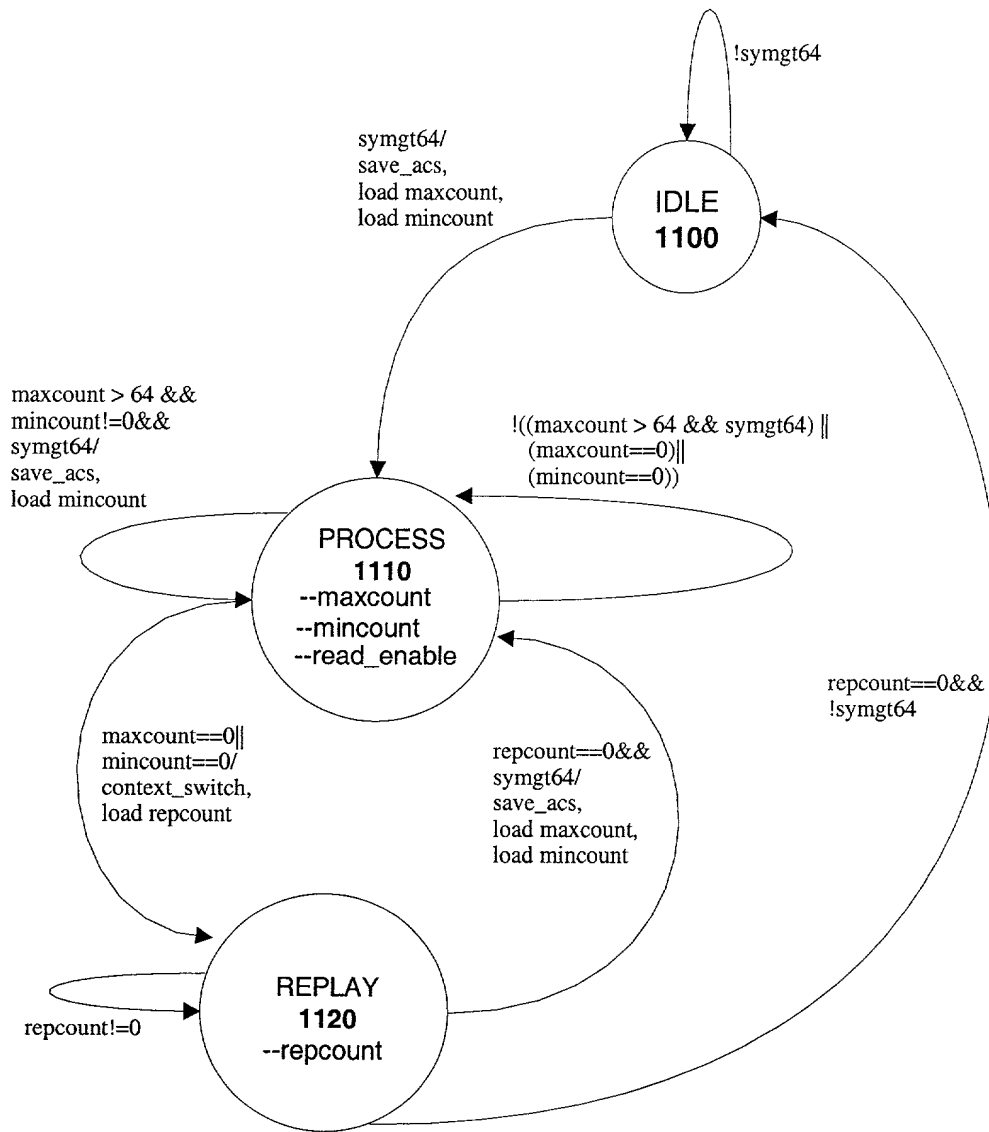 !symgt64
symgt64/
save_acs,
load maxcount,
load mincount
IDLE
1100
maxcount > 64 &&
mincount!=0&&
symgt64/
save_acs,
load mincount
!((maxcount > 64 && symgt64) ||
(maxcount==0)||
(mincount==0))
PROCESS
1110
--maxcount
--mincount
--read_enable
repcount==0&&
!symgt64
maxcount==0||
mincount==0/
context_switch,
load repcount
repcount==0&&
symgt64/
save_acs,
load maxcount,
load mincount
REPLAY
1120
--repcount
repcount!=0